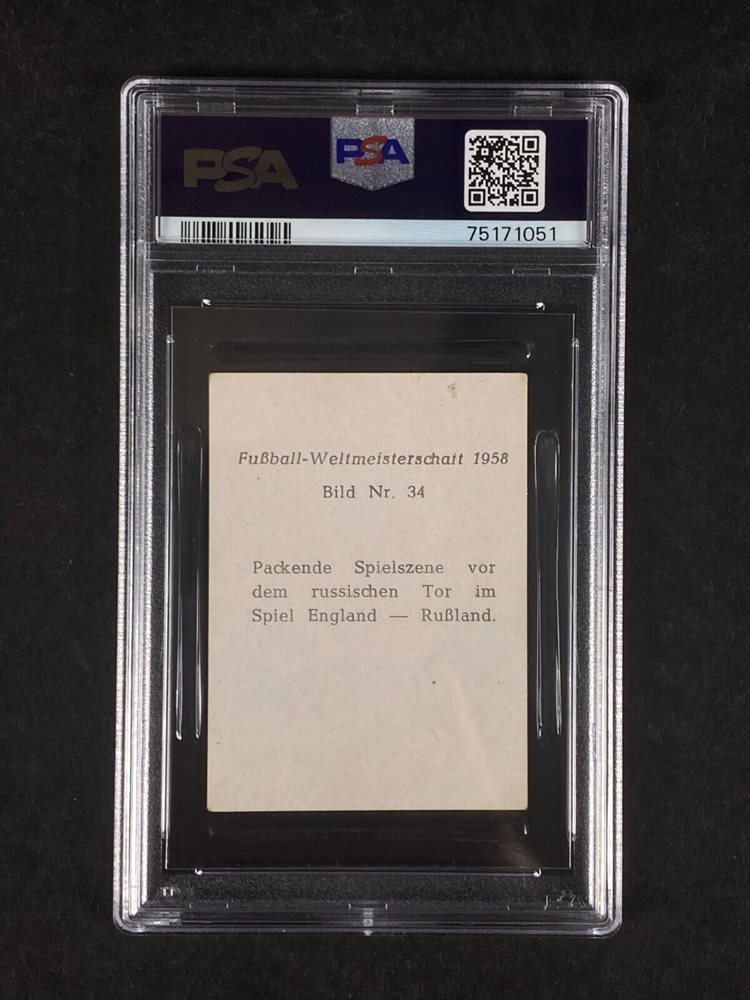 PSA
PSA
75171051
Fußball-Weltmeisterschaft 1958
Bild Nr. 34
Packende Spielszene vor
dem russischen Tor im
Spiel England — Rußland.